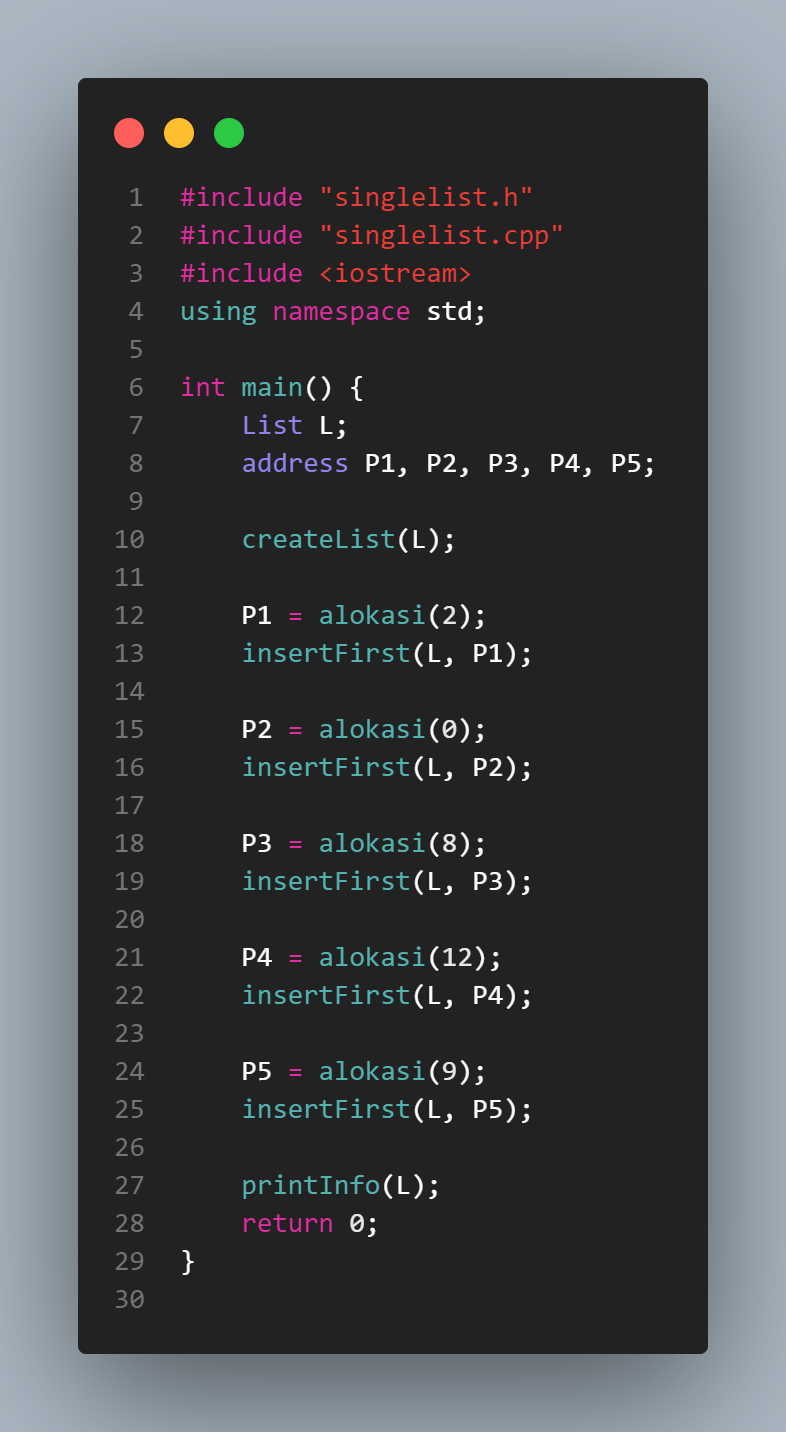 1 #include "singlelist.h"
2 #include "singlelist.cpp"
3 #include <iostream>
4 using namespace std;
5
6 int main() {
7     List L;
8     address P1, P2, P3, P4, P5;
9
10     createList(L);
11
12     P1 = alokasi(2);
13     insertFirst(L, P1);
14
15     P2 = alokasi(0);
16     insertFirst(L, P2);
17
18     P3 = alokasi(8);
19     insertFirst(L, P3);
20
21     P4 = alokasi(12);
22     insertFirst(L, P4);
23
24     P5 = alokasi(9);
25     insertFirst(L, P5);
26
27     printInfo(L);
28     return 0;
29 }
30